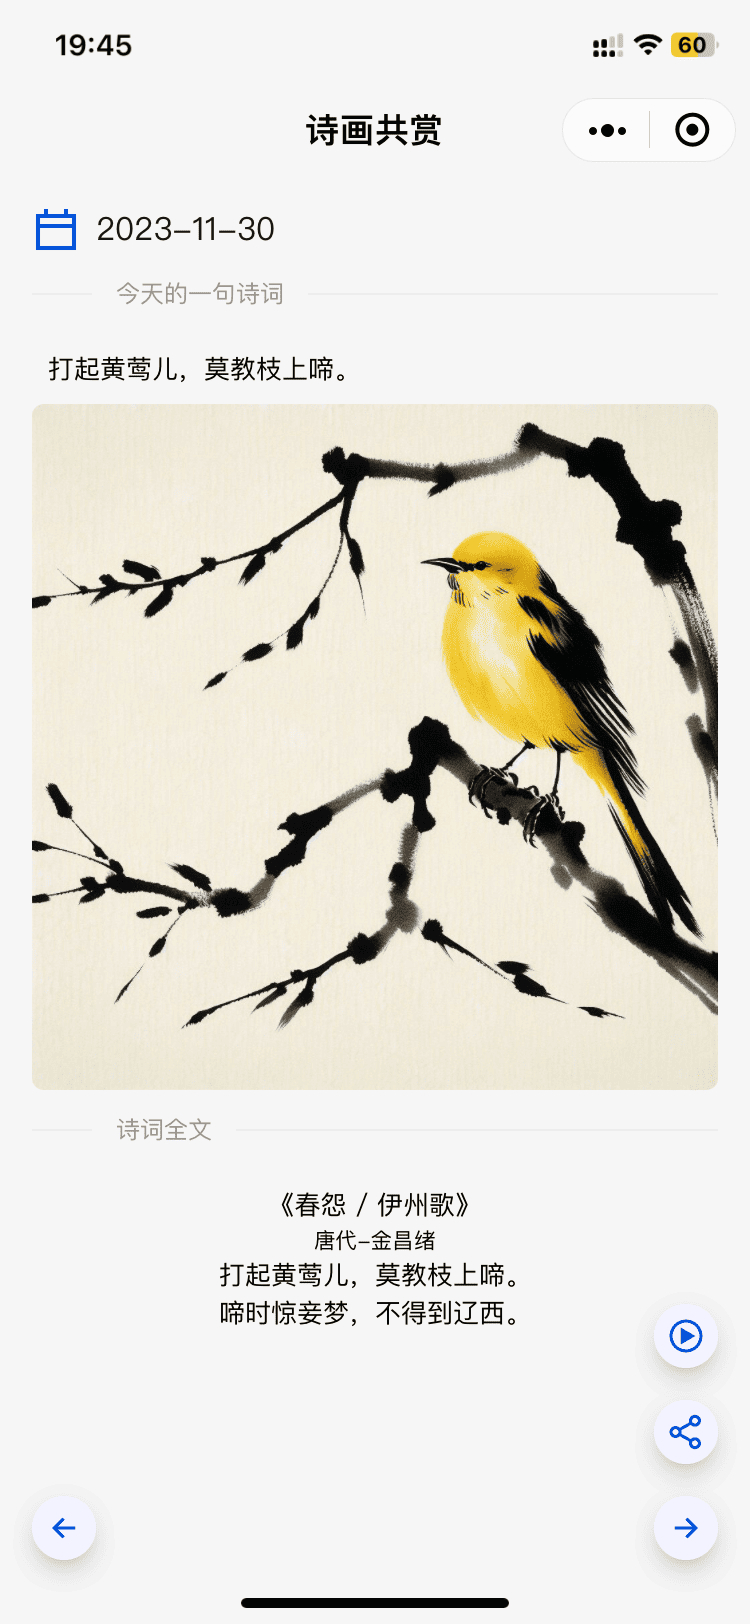 19:45
60
诗画共赏
2023-11-30
今天的一句诗词
打起黄莺儿，莫教枝上啼。
诗词全文
《春怨 / 伊州歌》
唐代-金昌绪
打起黄莺儿，莫教枝上啼。
啼时惊妾梦，不得到辽西。